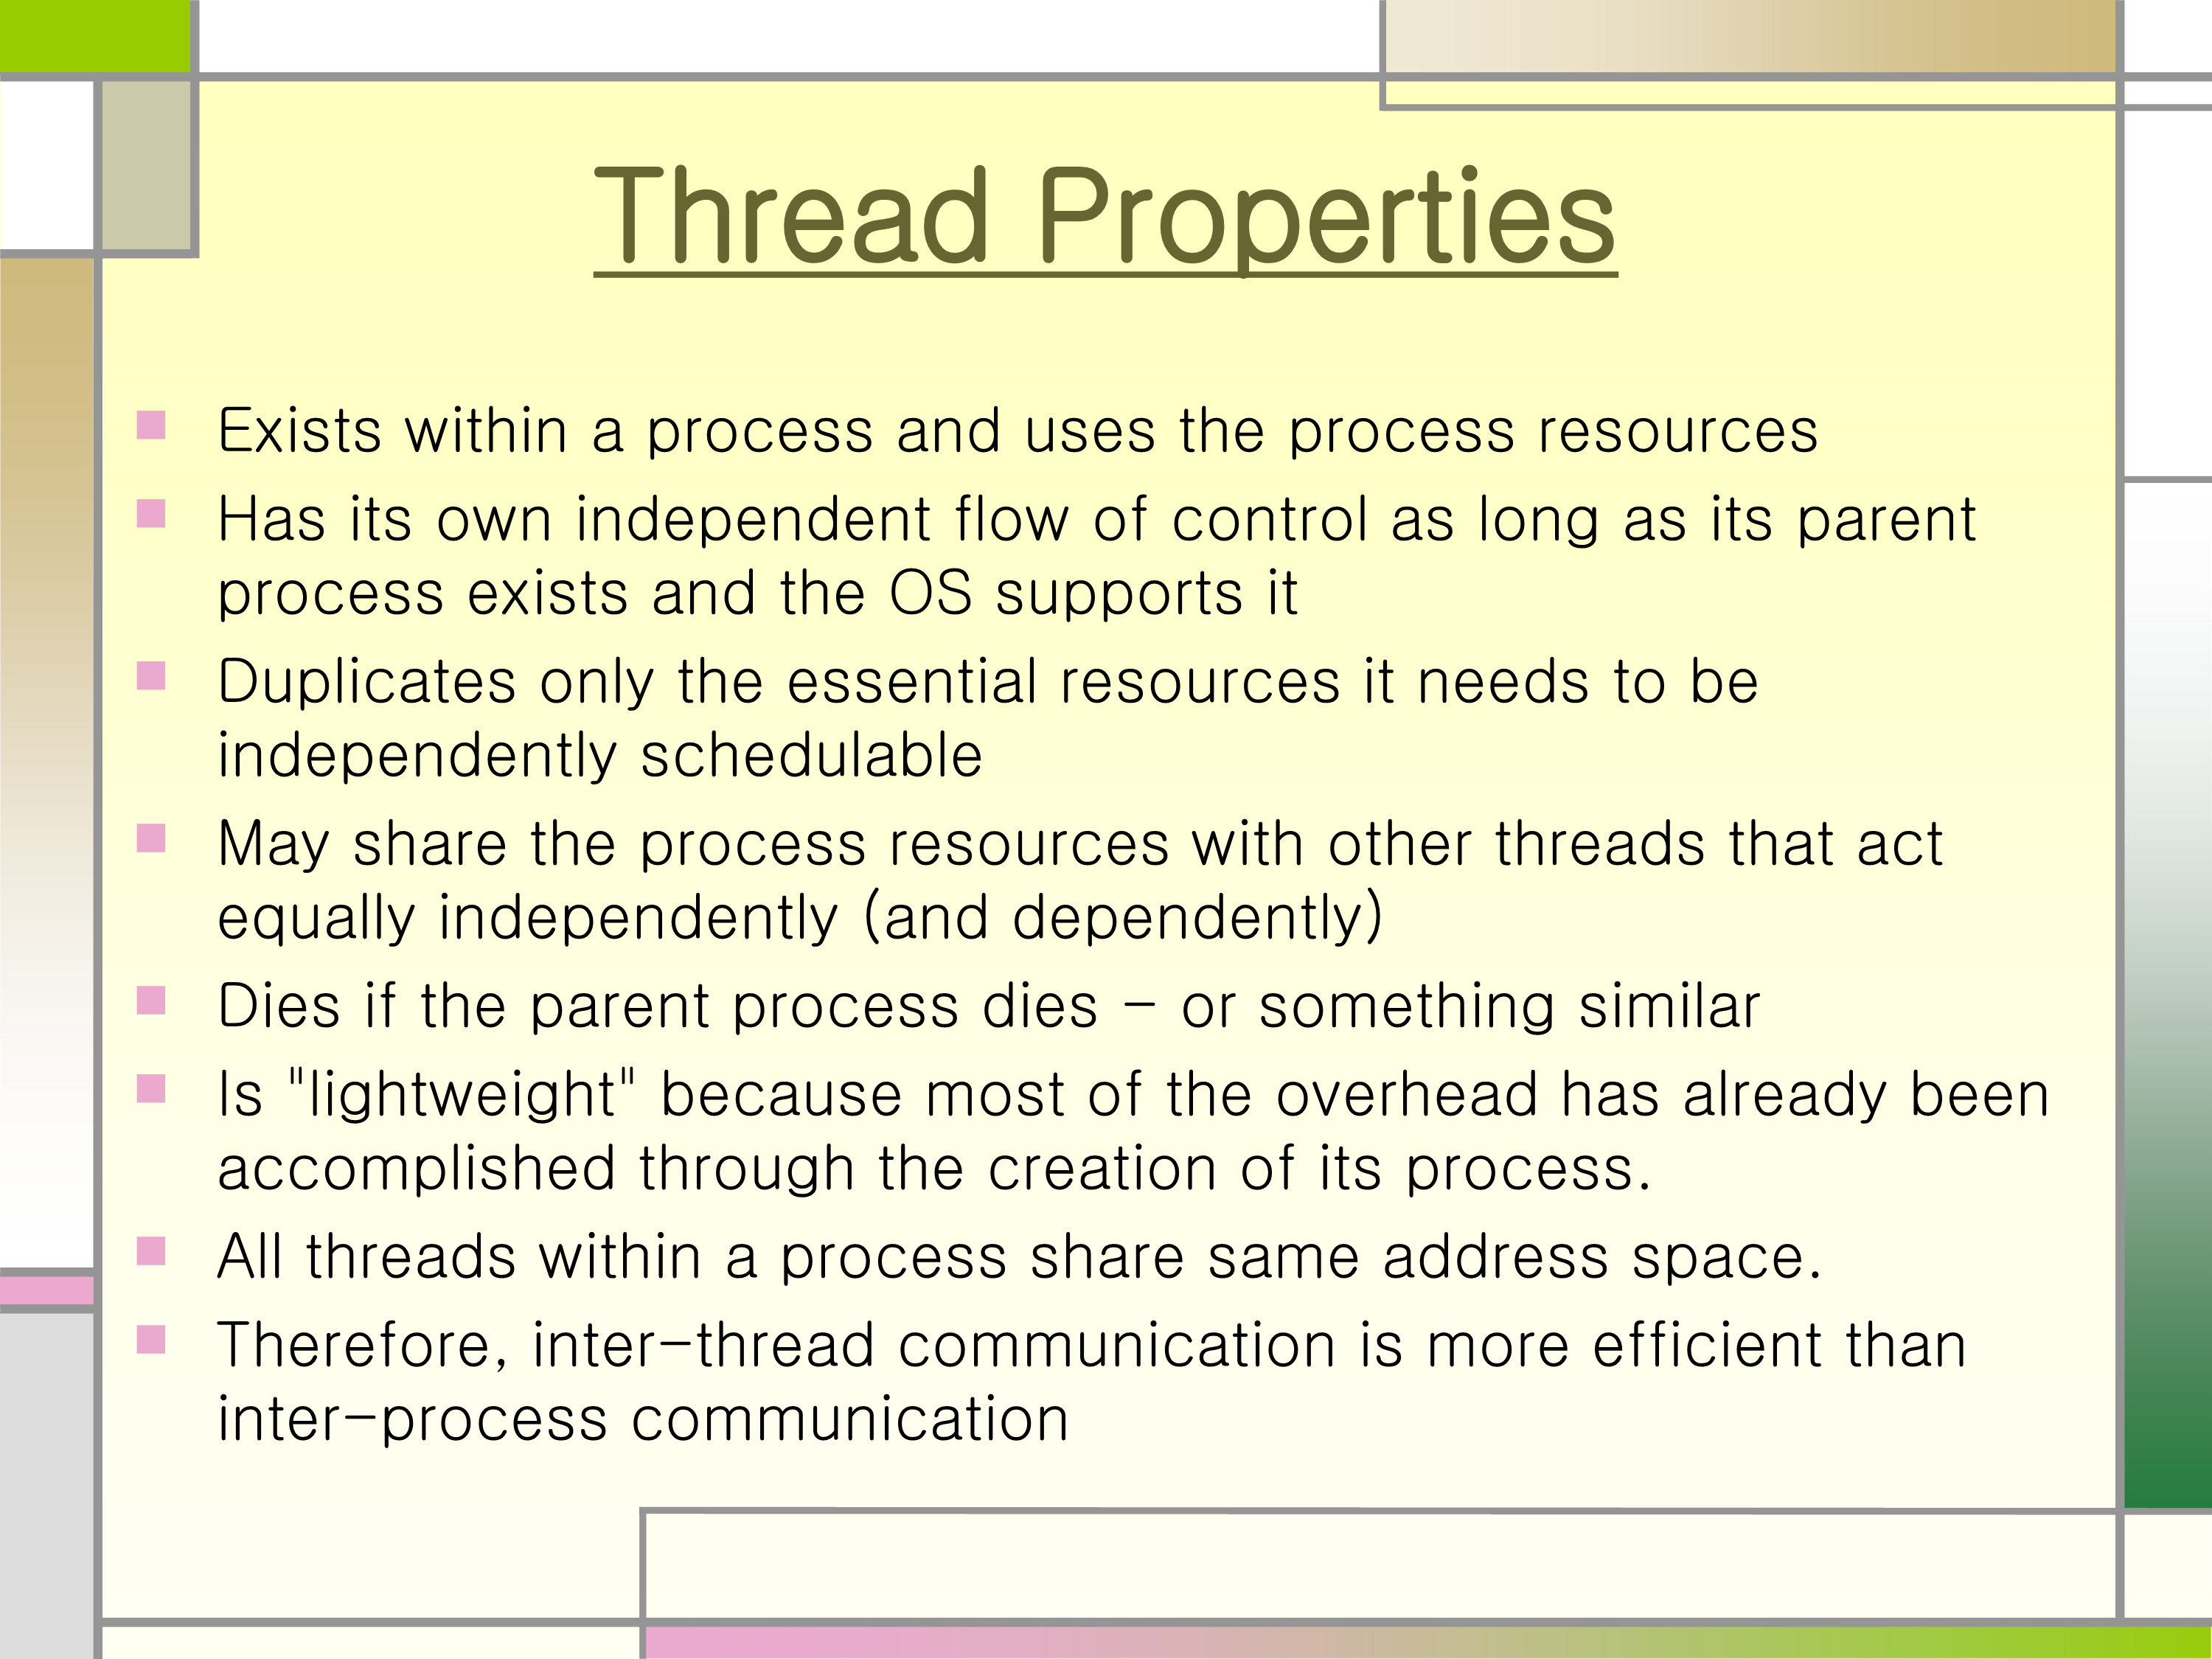 Thread Properties
Exists within a process and uses the process resources
Has its own independent flow of control as long as its parent
process exists and the OS supports it
Duplicates only the essential resources it needs to be
independently schedulable
May share the process resources with other threads that act
equally independently (and dependently)
Dies if the parent process dies - or something similar
Is "lightweight" because most of the overhead has already been
accomplished through the creation of its process.
All threads within a process share same address space.
Therefore, inter-thread communication is more efficient than
inter-process communication